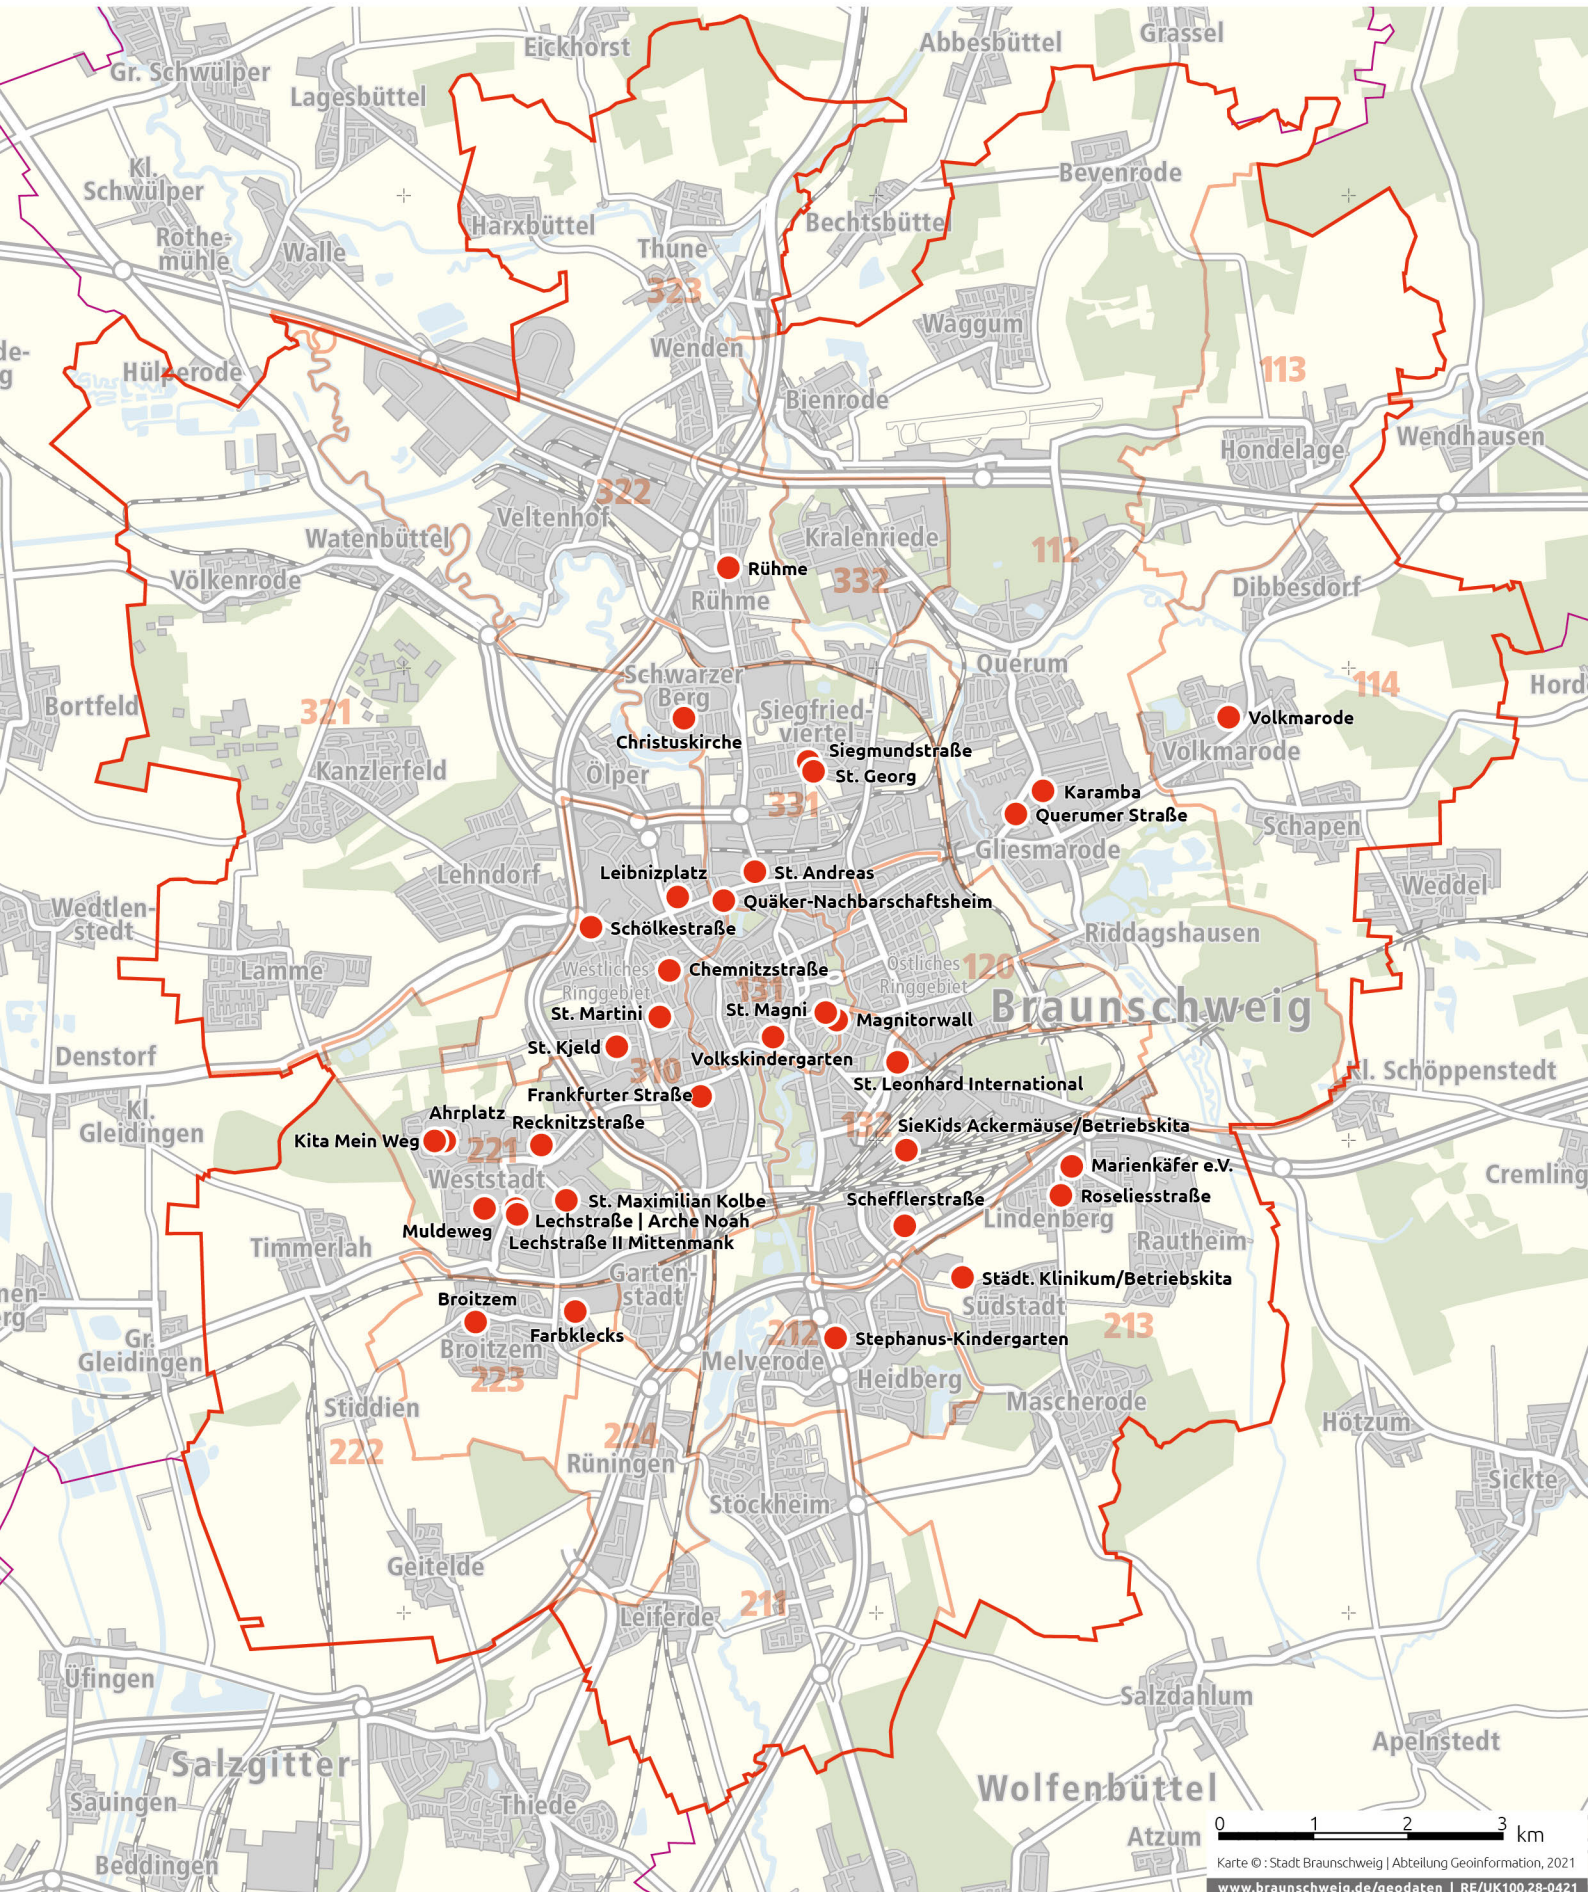 Eickhorst
Abbesbüttel
Grassel
Gr. Schwülper
Lagesbüttel
Kl.
Schwülper
Bevenrode
Harxbüttel
Bechtsbüttel
Rothe-
mühle
Walle
Thune
323
Waggum
Wenden
113
Hülperode
Bienrode
Wendhausen
Hondelage
322
Veltenhof
Watenbüttel
Kralenriede
112
Völkenrode
Rühme
332
Dibbesdorf
Rühme
Querum
Schwarzer
Berg
114
Bortfeld
321
Siegfried-
viertel
Volkmarode
Christuskirche
Siegmundstraße
Volkmarode
Kanzlerfeld
Ölper
St. Georg
Karamba
331
Querumer Straße
Schapen
Gliesmarode
Lehndorf
Leibnizplatz
St. Andreas
Weddel
Quäker-Nachbarschaftsheim
Wedtlen-
stedt
Schölkestraße
Riddagshausen
Lamme
Westliches
Ringgebiet
Chemnitzstraße
Östliches
Ringgebiet
120
131
Braunschweig
St. Martini
St. Magni
Magnitorwall
St. Kjeld
Volkskindergarten
Denstorf
310
St. Leonhard International
Kl. Schöppenstedt
Frankfurter Straße
Kl.
Gleidingen
Ahrplatz
Recknitzstraße
132
SieKids Ackermäuse/Betriebskita
Kita Mein Weg
221
Marienkäfer e.V.
Cremling
Weststadt
St. Maximilian Kolbe
Schefflerstraße
Roseliesstraße
Muldeweg
Lechstraße | Arche Noah
Lindenberg
Lechstraße II Mittenmank
Rautheim
Timmerlah
Garten-
stadt
Städt. Klinikum/Betriebskita
Broitzem
Südstadt
Farbklecks
212
Stephanus-Kindergarten
213
Gr.
Gleidingen
Broitzem
Melverode
223
Heidberg
Stiddien
Mascherode
Hötzum
222
224
Rüningen
Sickte
Stöckheim
Geitelde
211
Leiferde
Üfingen
Salzdahlum
Apelnstedt
Salzgitter
Wolfenbüttel
Sauingen
Thiede
Atzum
Beddingen
0 1 2 3 km
Karte © : Stadt Braunschweig | Abteilung Geoinformation, 2021
www.braunschweig.de/geodaten | RE/UK100.28-0421